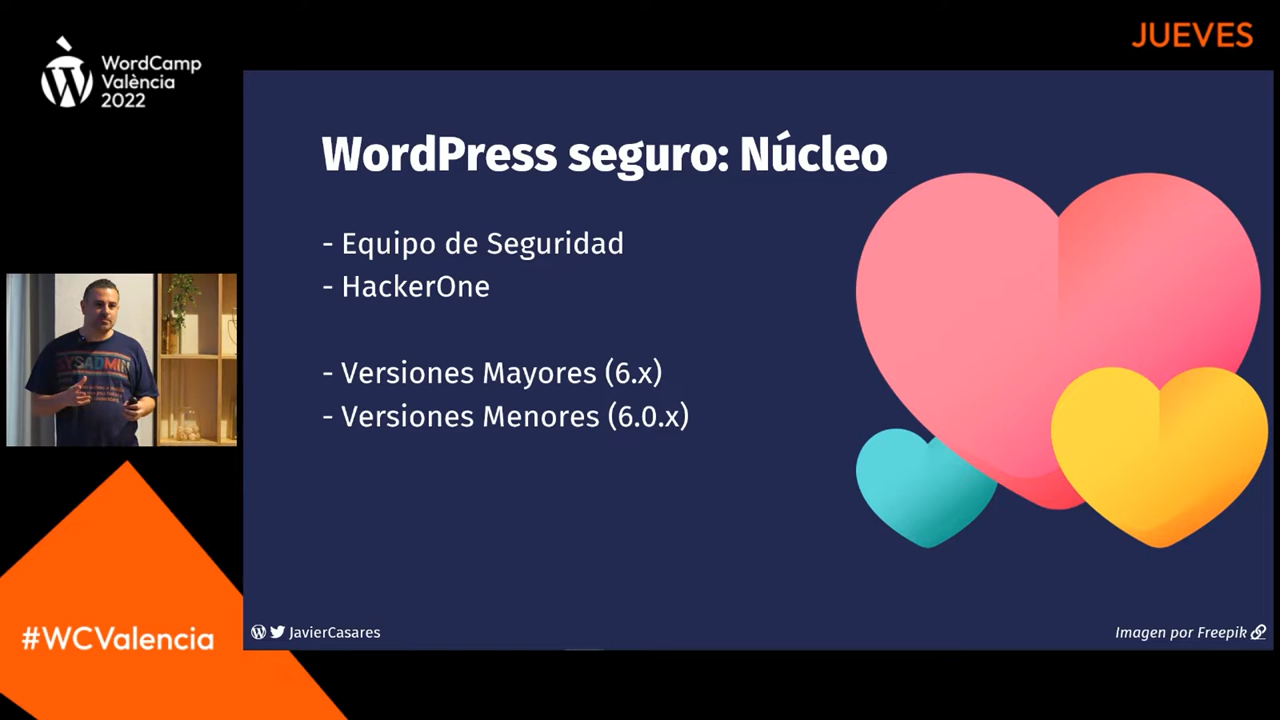 JUEVES
WordCamp
València
2022
WordPress seguro: Núcleo
- Equipo de Seguridad
- HackerOne
- Versiones Mayores (6.x)
- Versiones Menores (6.0.x)
SYSADMIN
#WCValencia
JavierCasares
Imagen por Freepik